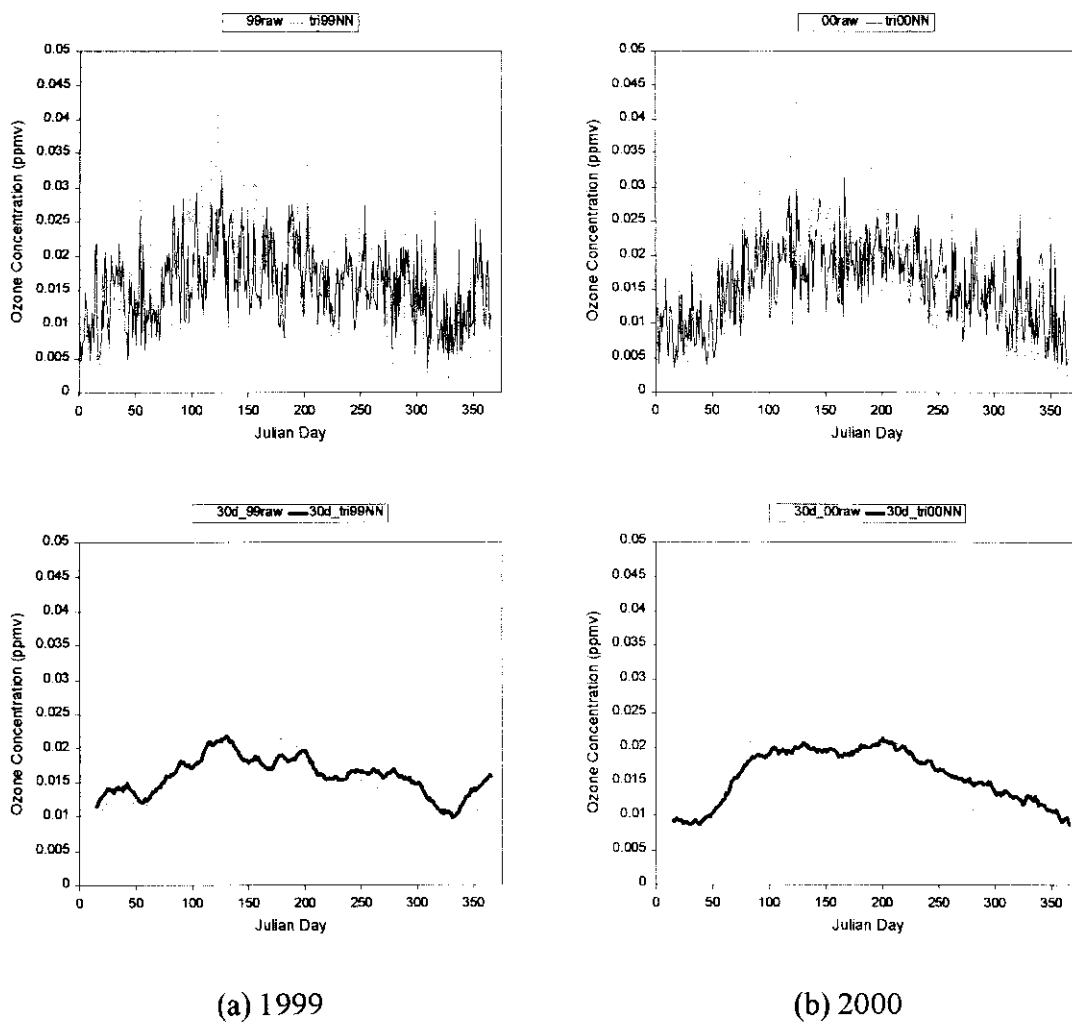 99raw tri99NN
Ozone Concentration (ppmv)
0.05
0.045
0.04
0.035
0.03
0.025
0.02
0.015
0.01
0.005
0
0 50 100 150 200 250 300 350
Julian Day
00raw tri00NN
Ozone Concentration (ppmv)
0.05
0.045
0.04
0.035
0.03
0.025
0.02
0.015
0.01
0.005
0
0 50 100 150 200 250 300 350
Julian Day
30d_99raw 30d_tri99NN
Ozone Concentration (ppmv)
0.05
0.045
0.04
0.035
0.03
0.025
0.02
0.015
0.01
0.005
0
0 50 100 150 200 250 300 350
Julian Day
30d_00raw 30d_tri00NN
Ozone Concentration (ppmv)
0.05
0.045
0.04
0.035
0.03
0.025
0.02
0.015
0.01
0.005
0
0 50 100 150 200 250 300 350
Julian Day
(a) 1999
(b) 2000